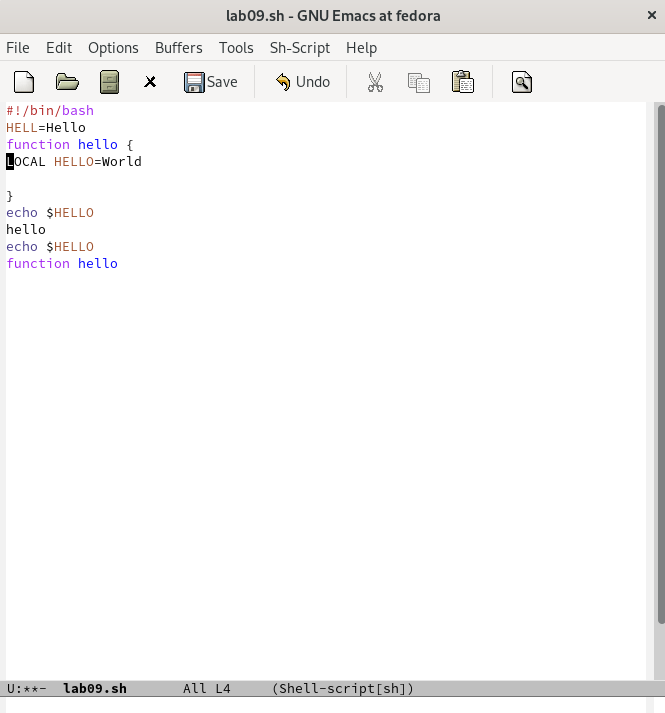 lab09.sh - GNU Emacs at fedora ×
File Edit Options Buffers Tools Sh-Script Help
Save Undo
#!/bin/bash
HELL=Hello
function hello {
LOCAL HELLO=World
}
echo $HELLO
hello
echo $HELLO
function hello
U:**- lab09.sh All L4 (Shell-script[sh])